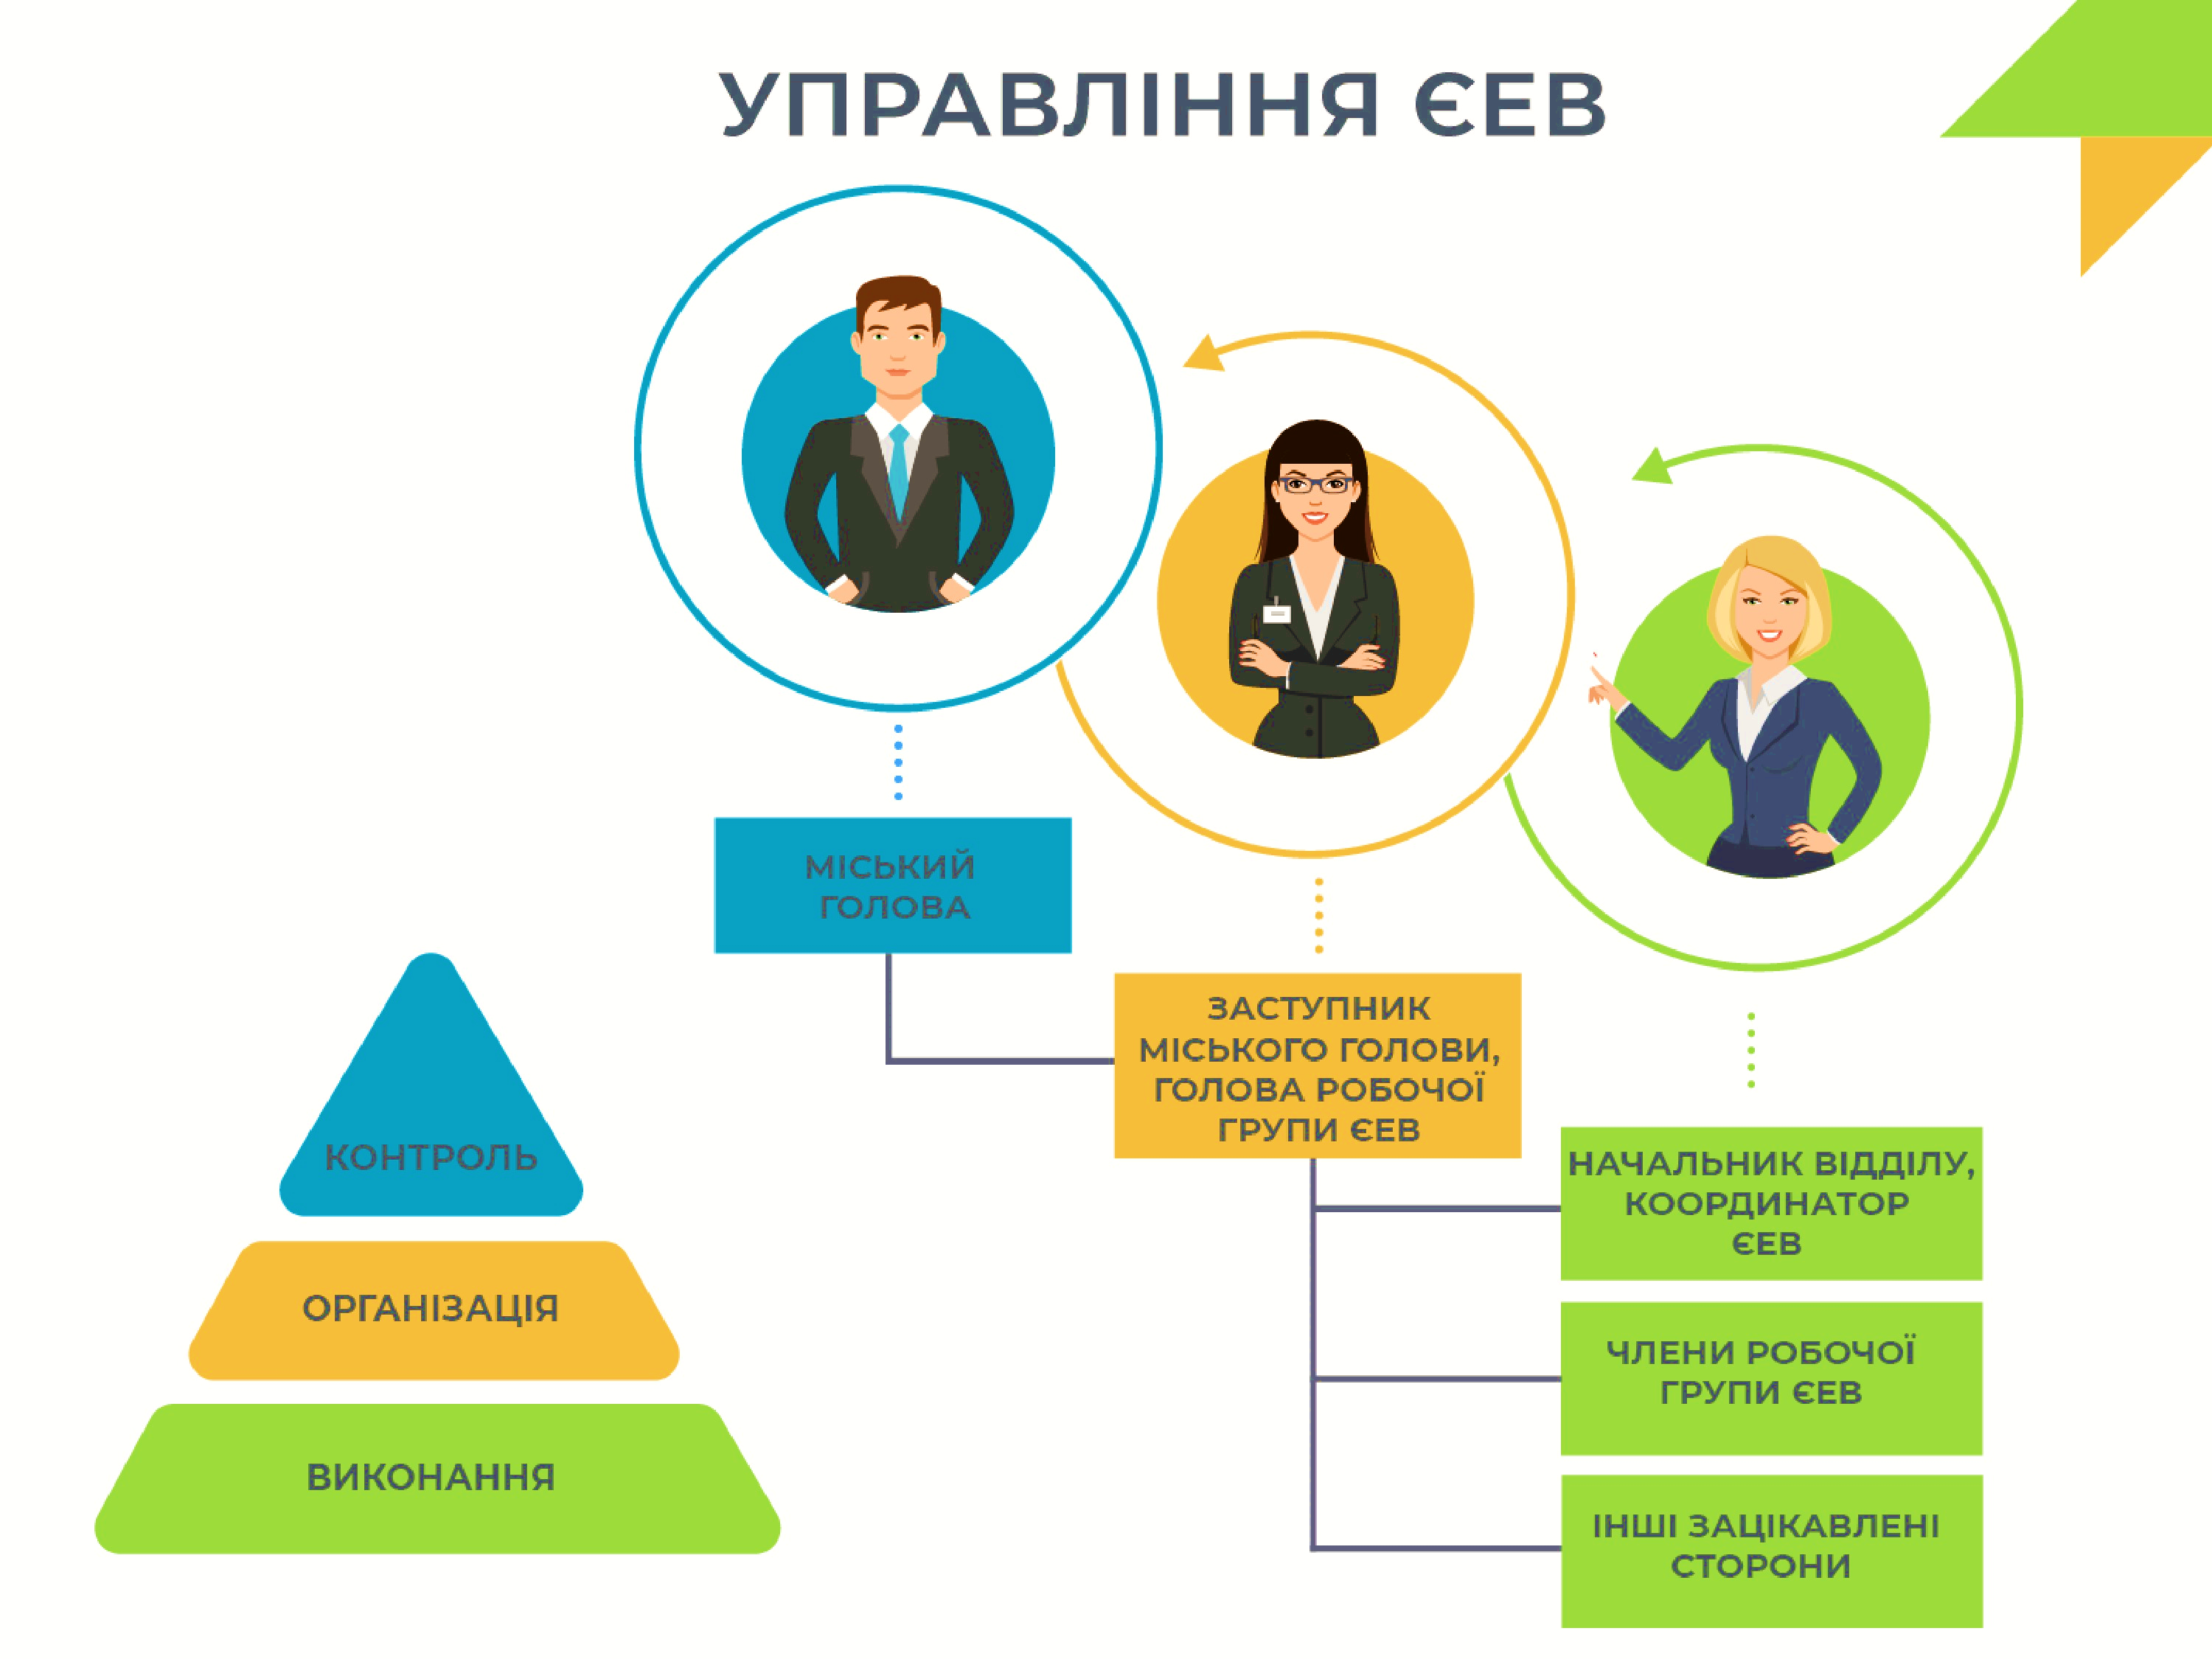 УПРАВЛІННЯ ЄЕВ
МІСЬКИЙ
ГОЛОВА
ЗАСТУПНИК
МІСЬКОГО ГОЛОВИ,
ГОЛОВА РОБОЧОЇ
ГРУПИ ЄЕВ
НАЧАЛЬНИК ВІДДІЛУ,
КООРДИНАТОР
ЄЕВ
ЧЛЕНИ РОБОЧОЇ
ГРУПИ ЄЕВ
ІНШІ ЗАЦІКАВЛЕНІ
СТОРОНИ
КОНТРОЛЬ
ОРГАНІЗАЦІЯ
ВИКОНАННЯ